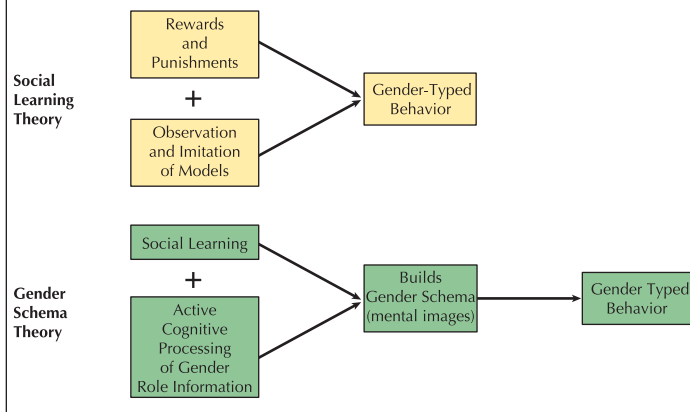 Social
Learning
Theory
Rewards
and
Punishments
+
Observation
and Imitation
of Models
Gender-Typed
Behavior
Gender
Schema
Theory
Social Learning
+
Active
Cognitive
Processing
of Gender
Role Information
Builds
Gender Schema
(mental images)
Gender Typed
Behavior